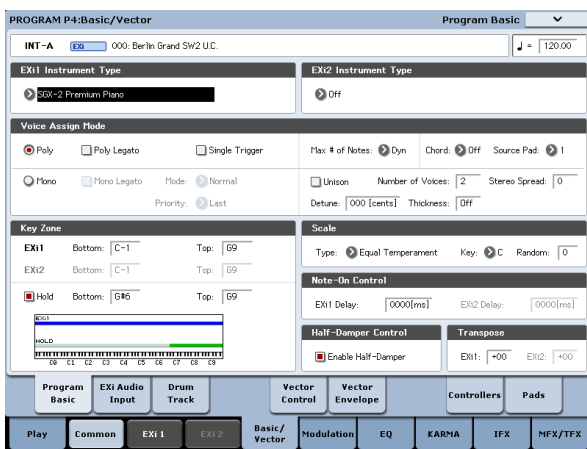 PROGRAM P4:Basic/Vector Program Basic
INT-A EXi 000: Berlin Grand SW2 U.C. ♩ = 120.00
EXi1 Instrument Type EXi2 Instrument Type
SGX-2 Premium Piano Off
Voice Assign Mode
Poly Poly Legato Single Trigger Max # of Notes: Dyn Chord: Off Source Pad: 1
Mono Mono Legato Mode: Normal Unison Number of Voices: 2 Stereo Spread: 0
Priority: Last Detune: 000 [cents] Thickness: Off
Key Zone Scale
EXi1 Bottom: C-1 Top: G9 Type: Equal Temperament Key: C Random: 0
EXi2 Bottom: C-1 Top: G9
Note-On Control
Hold Bottom: G#6 Top: G9 EXi1 Delay: 0000[ms] EXi2 Delay: 0000[ms]
EXi1
HOLD
C0 C1 C2 C3 C4 C5 C6 C7 C8 C9
Half-Damper Control Transpose
Enable Half-Damper EXi1: +00 EXi2: +00
Program Basic EXi Audio Input Drum Track Vector Control Vector Envelope Controllers Pads
Play Common EXi 1 EXi 2 Basic/Vector Modulation EQ KARMA IFX MFX/TFX